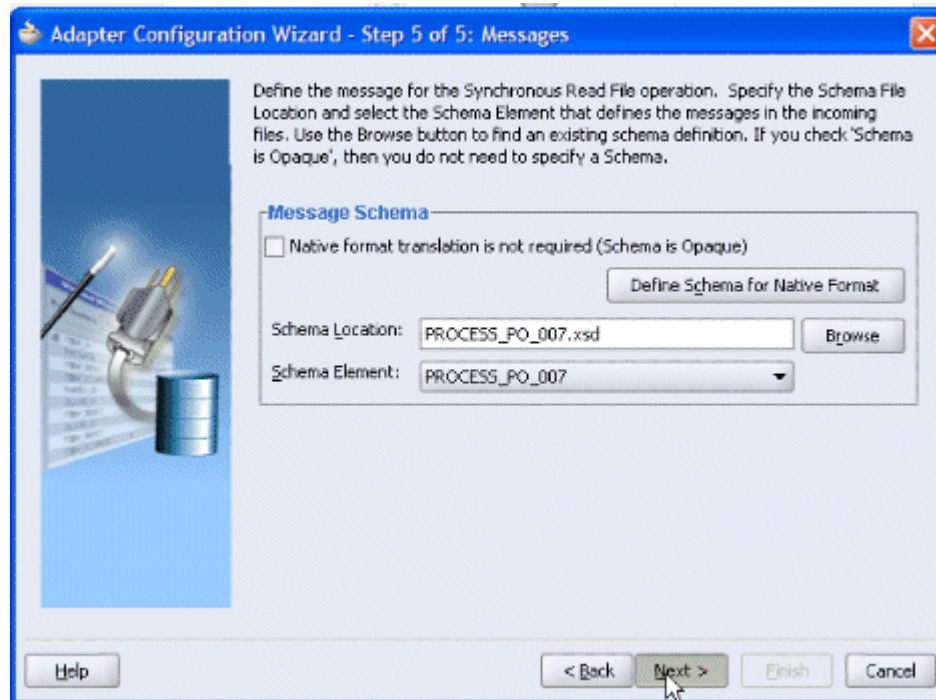 Adapter Configuration Wizard - Step 5 of 5: Messages
Define the message for the Synchronous Read File operation. Specify the Schema File
Location and select the Schema Element that defines the messages in the incoming
files. Use the Browse button to find an existing schema definition. If you check 'Schema
is Opaque', then you do not need to specify a Schema.
Message Schema
Native format translation is not required (Schema is Opaque)
Define Schema for Native Format
Schema Location: PROCESS_PO_007.xsd Browse
Schema Element: PROCESS_PO_007
Help < Back Next > Finish Cancel